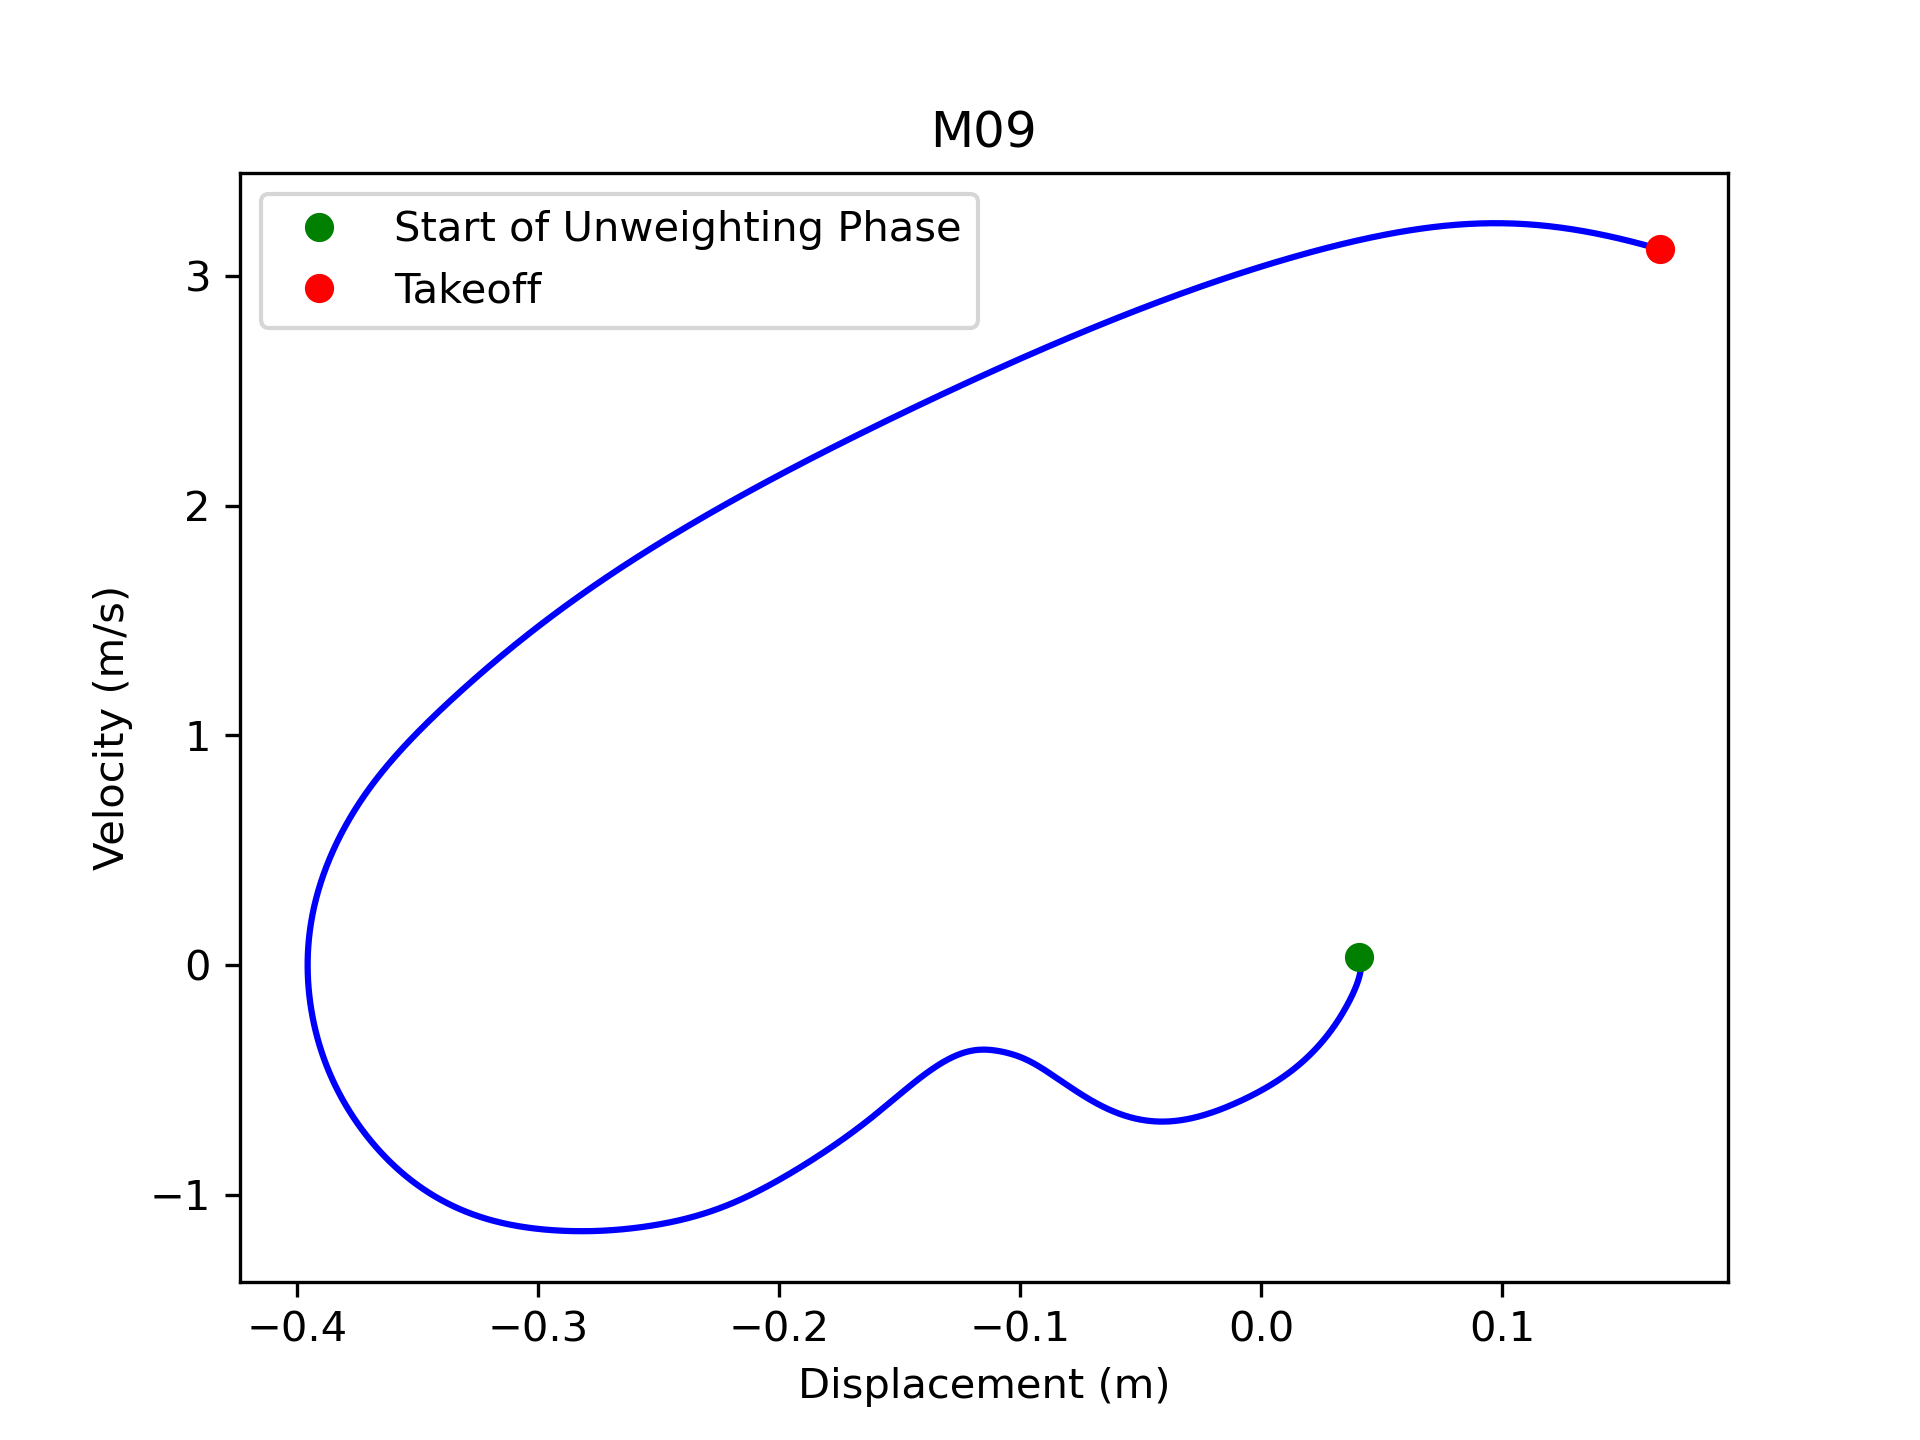 M09
Start of Unweighting Phase
Takeoff
3
2
1
0
−1
Velocity (m/s)
−0.4 −0.3 −0.2 −0.1 0.0 0.1
Displacement (m)